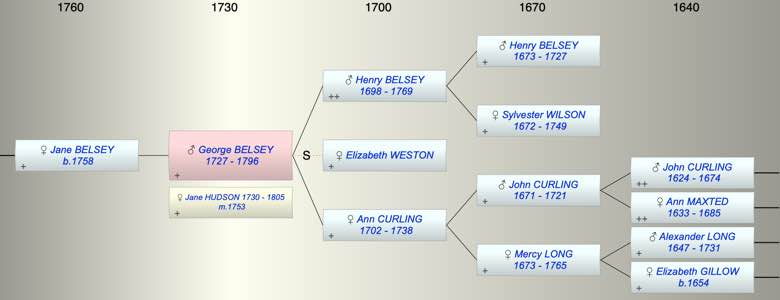 1760 1730 1700 1670 1640
♀ Jane BELSEY
b.1758
+
♂ George BELSEY
1727 - 1796
+
♀ Jane HUDSON 1730 - 1805
m.1753
+
S
♂ Henry BELSEY
1698 - 1769
++
♀ Elizabeth WESTON
+
♀ Ann CURLING
1702 - 1738
+
♂ Henry BELSEY
1673 - 1727
+
♀ Sylvester WILSON
1672 - 1749
+
♂ John CURLING
1671 - 1721
+
♀ Mercy LONG
1673 - 1765
+
♂ John CURLING
1624 - 1674
++
♀ Ann MAXTED
1633 - 1685
++
♂ Alexander LONG
1647 - 1731
+
♀ Elizabeth GILLOW
b.1654
+